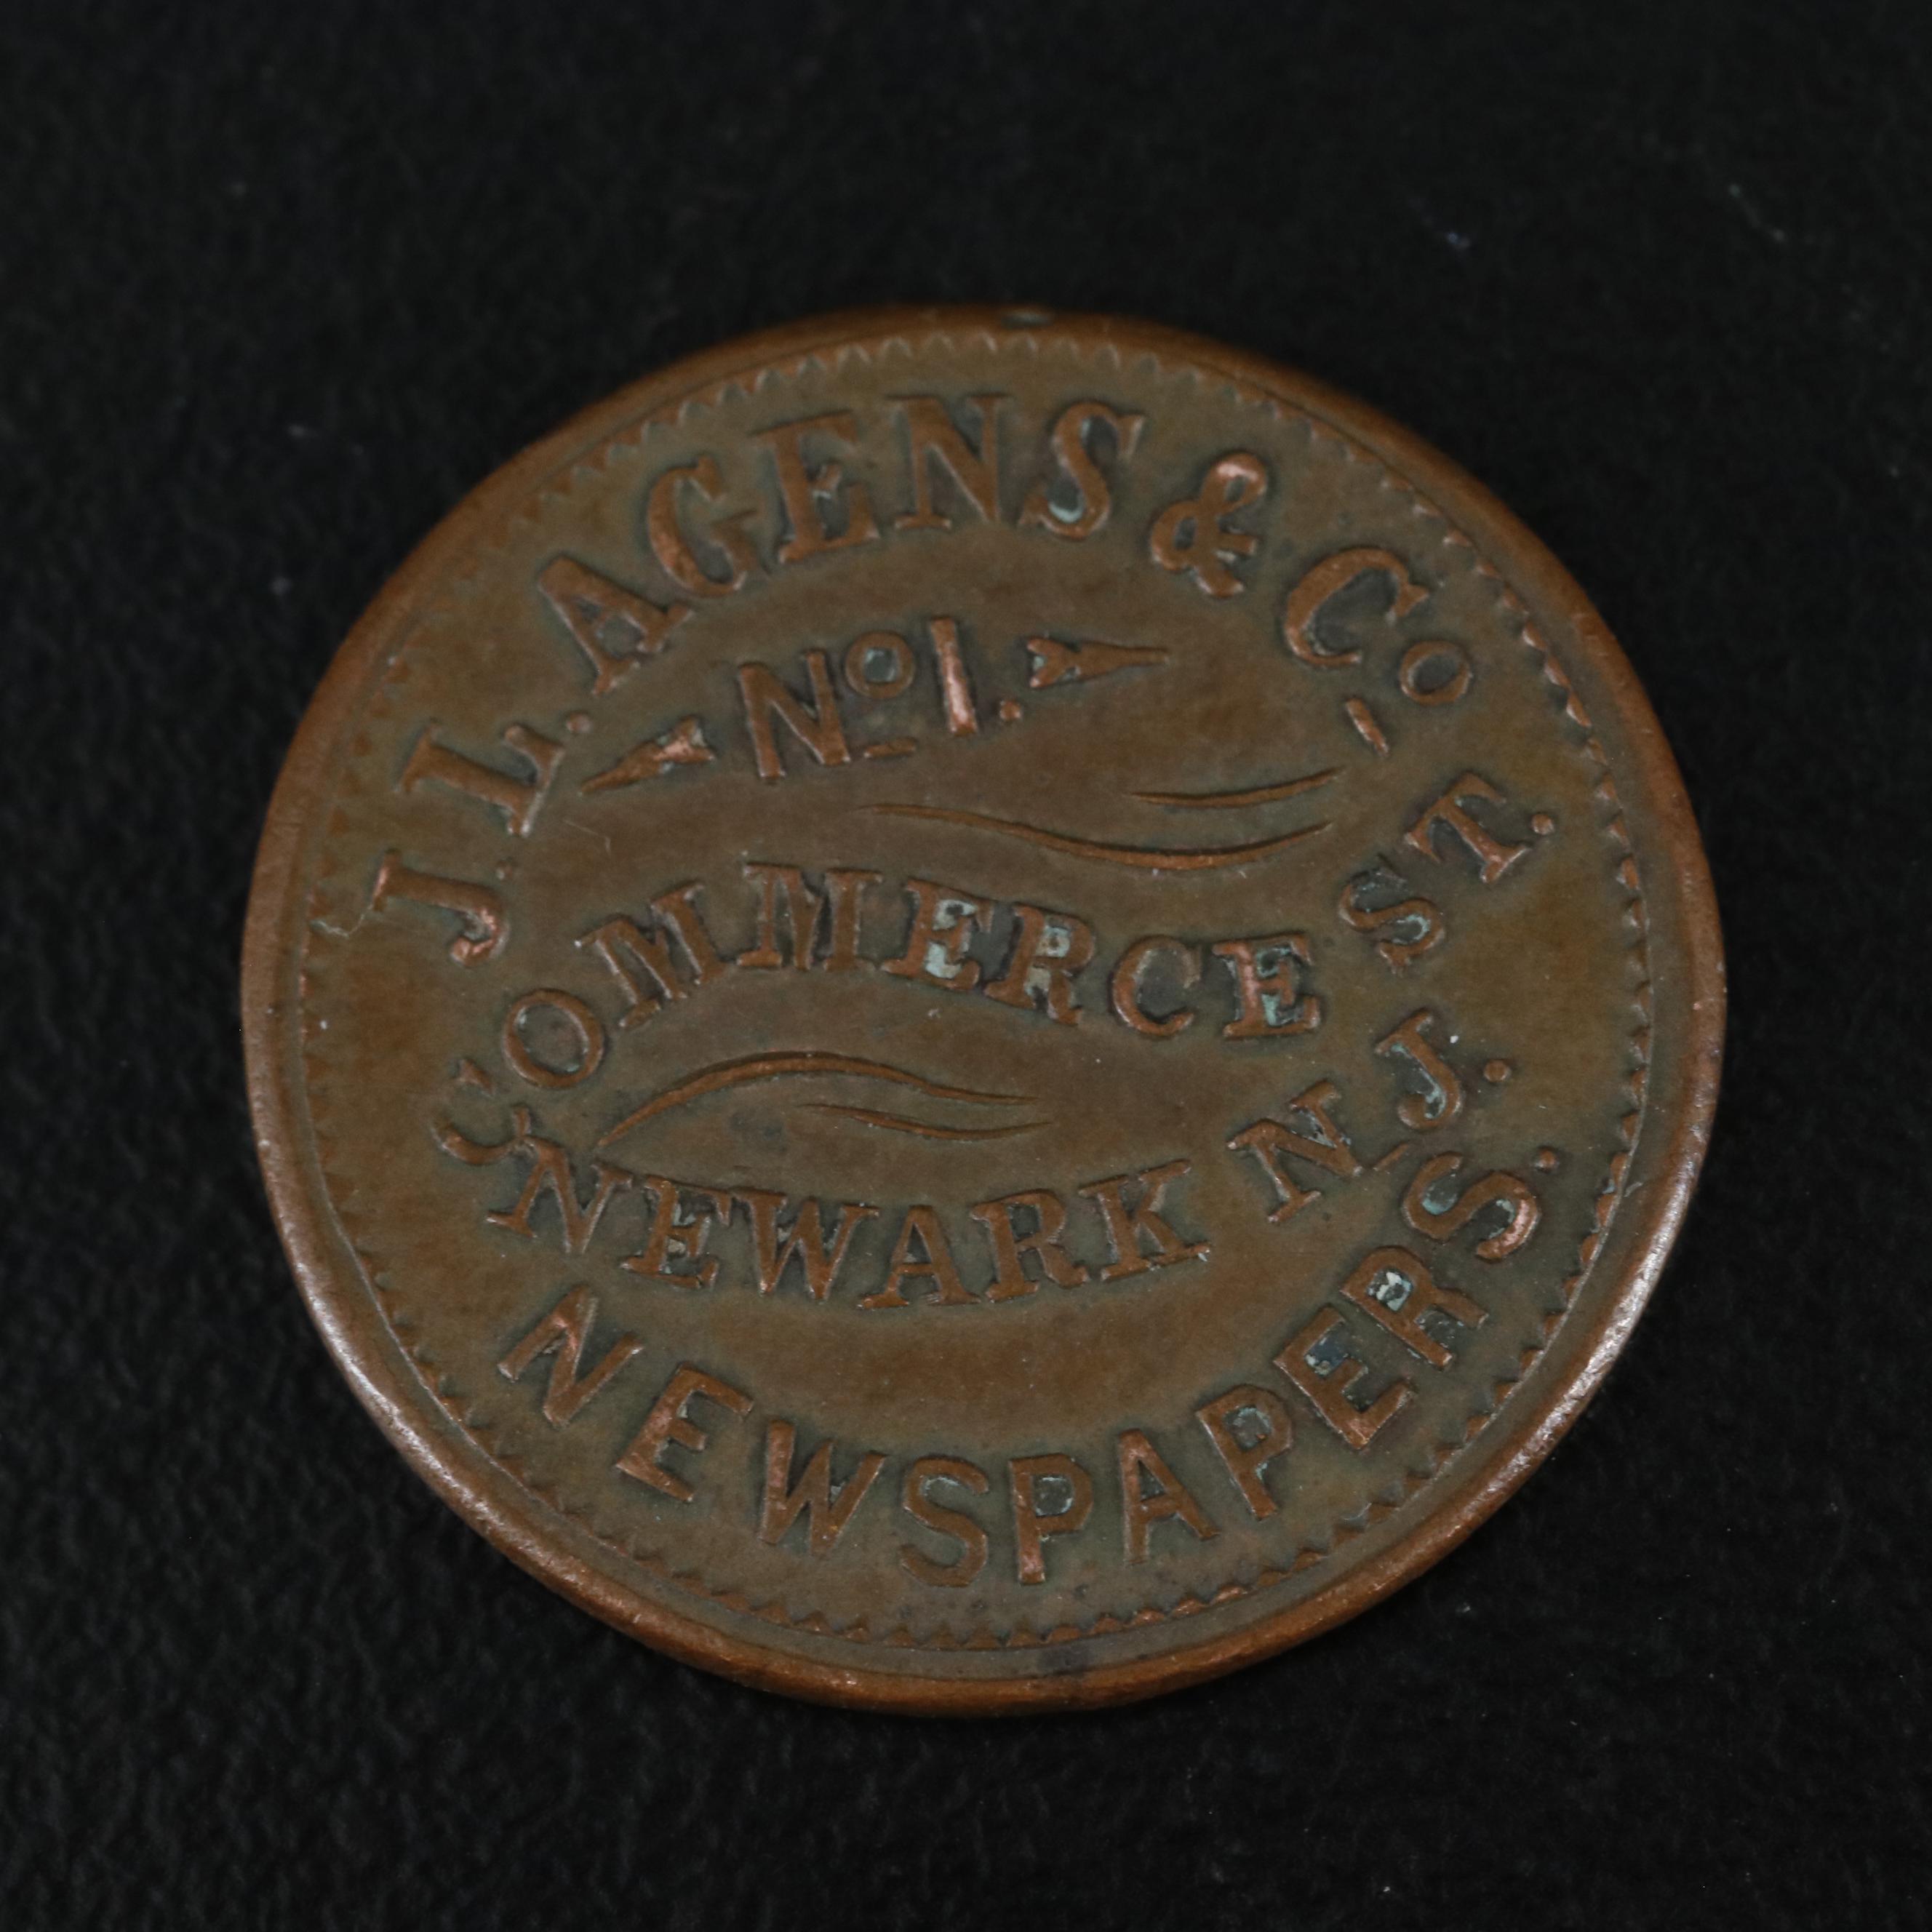 J. L. AGENS & Co
No 1.
COMMERCE ST.
NEWARK N.J.
NEWSPAPERS.